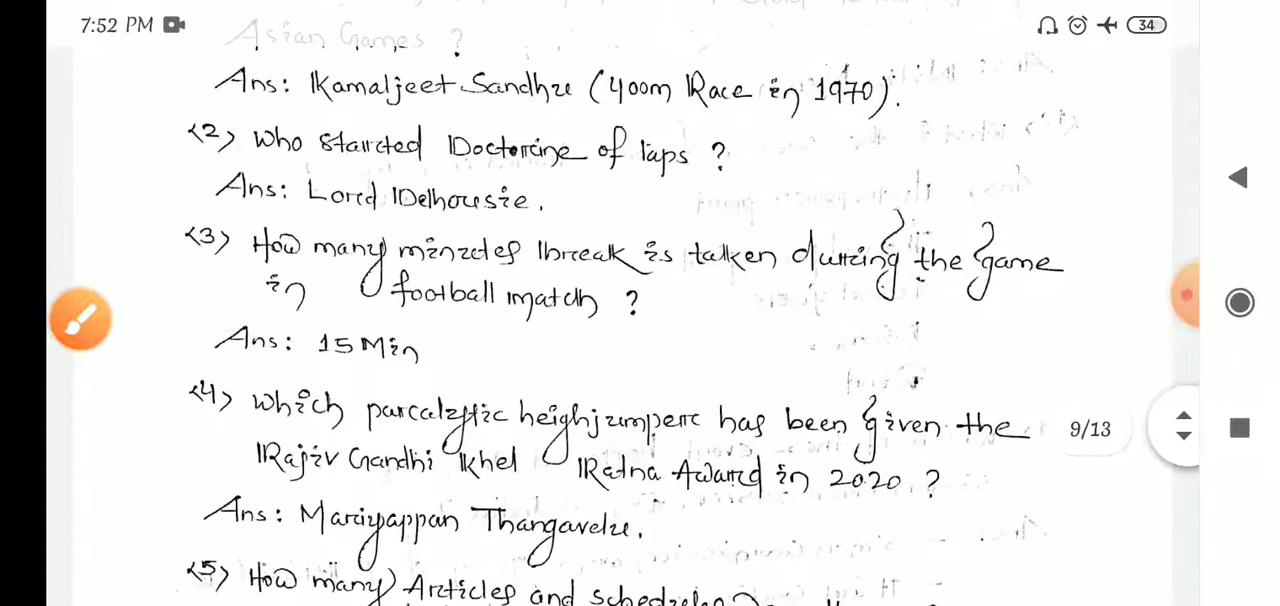 7:52 PM
34
Asian Games ?
Ans: Kamaljeet Sandhu (400m Race in 1970).
<2> Who started Doctorine of laps ?
Ans: Lord Delhousie.
<3> How many minutes break is taken during the game
in football match ?
Ans: 15 Min
<4> Which paralytic heighjumper has been given the
Rajiv Gandhi Khel Ratna Award in 2020 ?
9/13
Ans: Mariyappan Thangavelu.
<5> How many Articles and